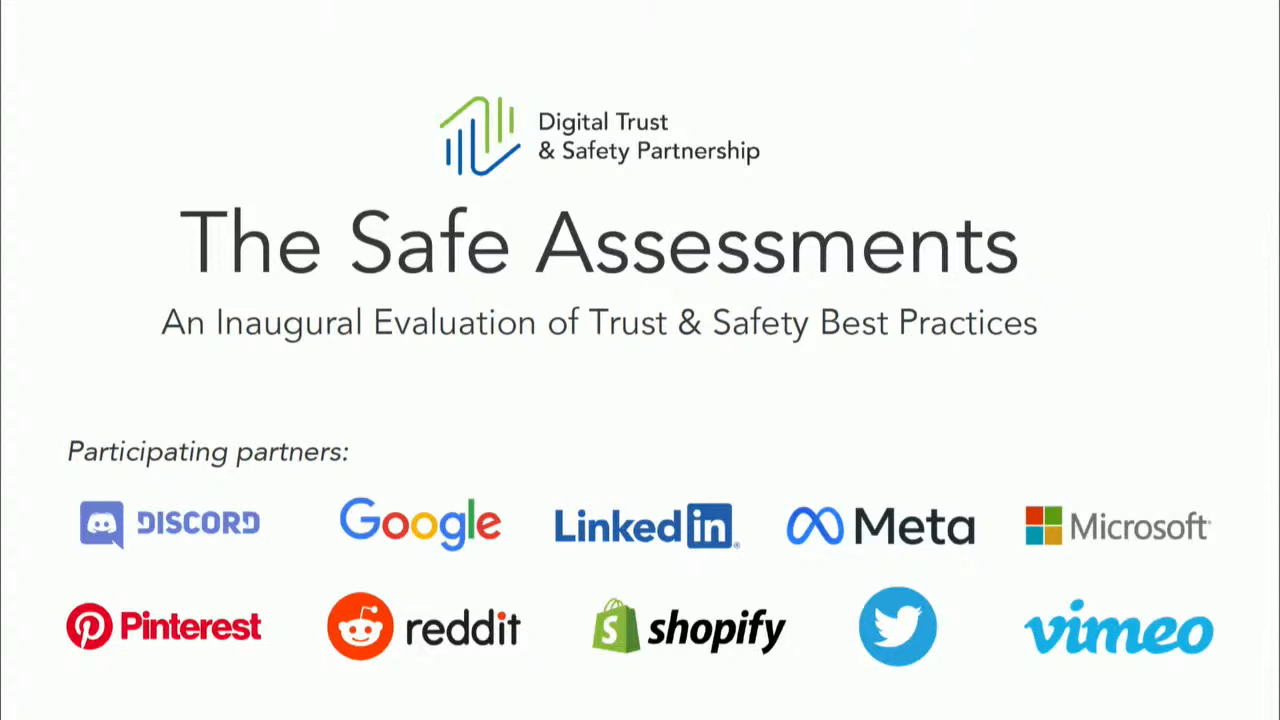 Digital Trust
& Safety Partnership
The Safe Assessments
An Inaugural Evaluation of Trust & Safety Best Practices
Participating partners:
DISCORD Google Linkedin Meta Microsoft
Pinterest reddit shopify vimeo